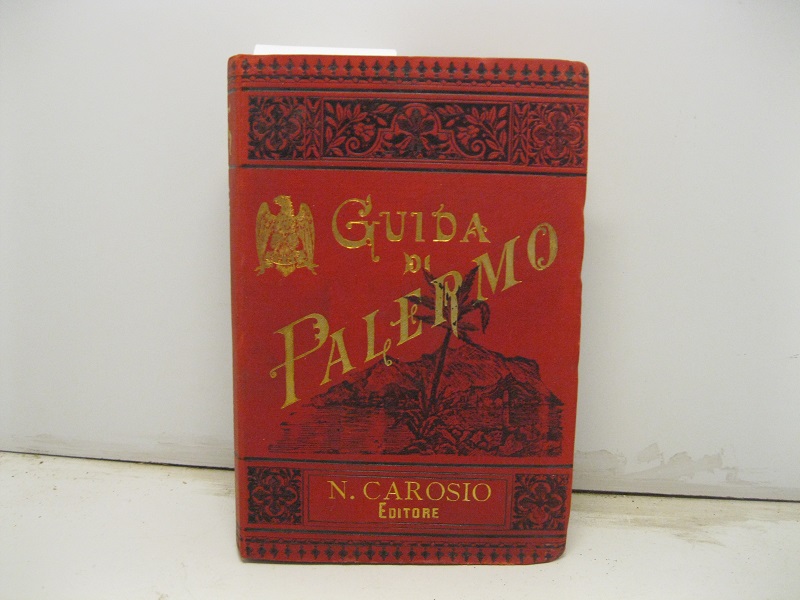 GUIDA
DI
PALERMO
N. CAROSIO
EDITORE